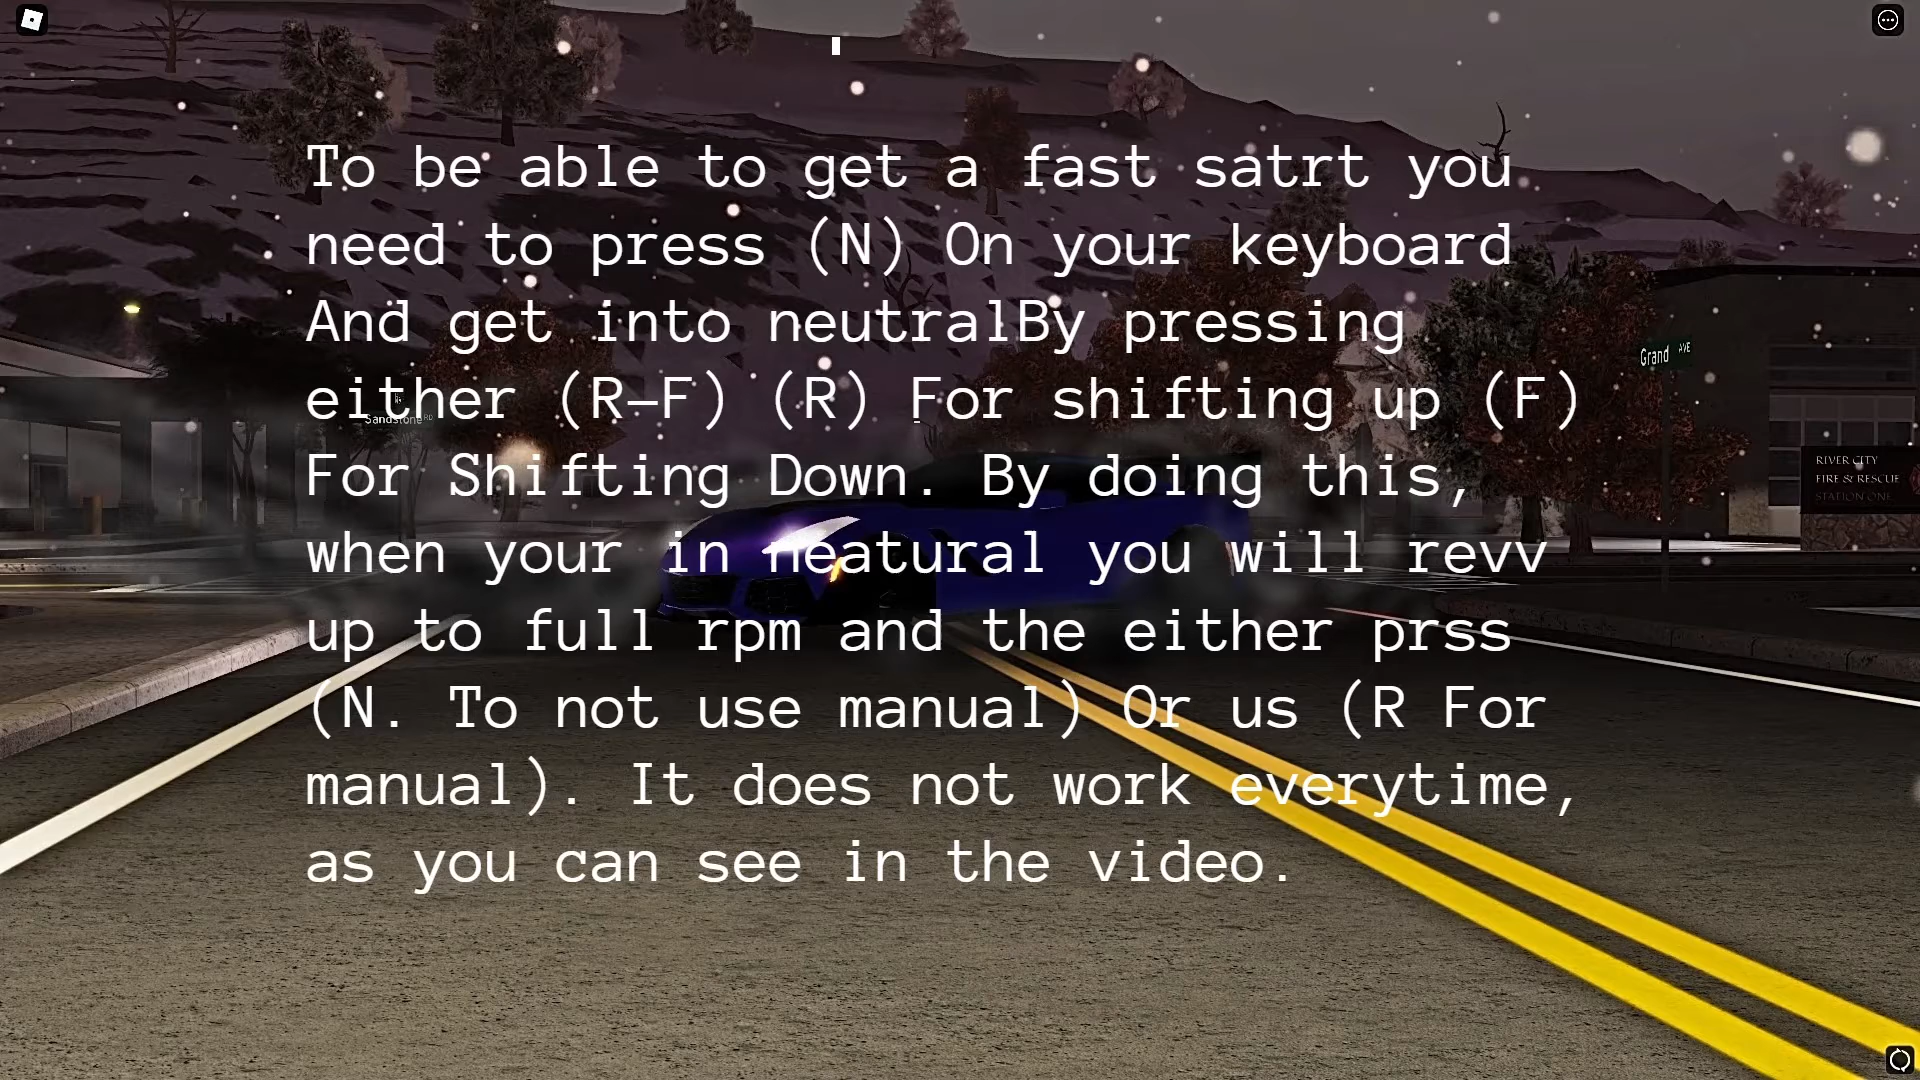 To be able to get a fast satrt you
need to press (N) On your keyboard
And get into neutralBy pressing
either (R–F) (R) For shifting up (F)
For Shifting Down. By doing this,
when your in neatural you will revv
up to full rpm and the either prss
(N. To not use manual) Or us (R For
manual). It does not work everytime,
as you can see in the video.
Grand AVE
Sandstone RD
RIVER CITY
FIRE & RESCUE
STATION ONE